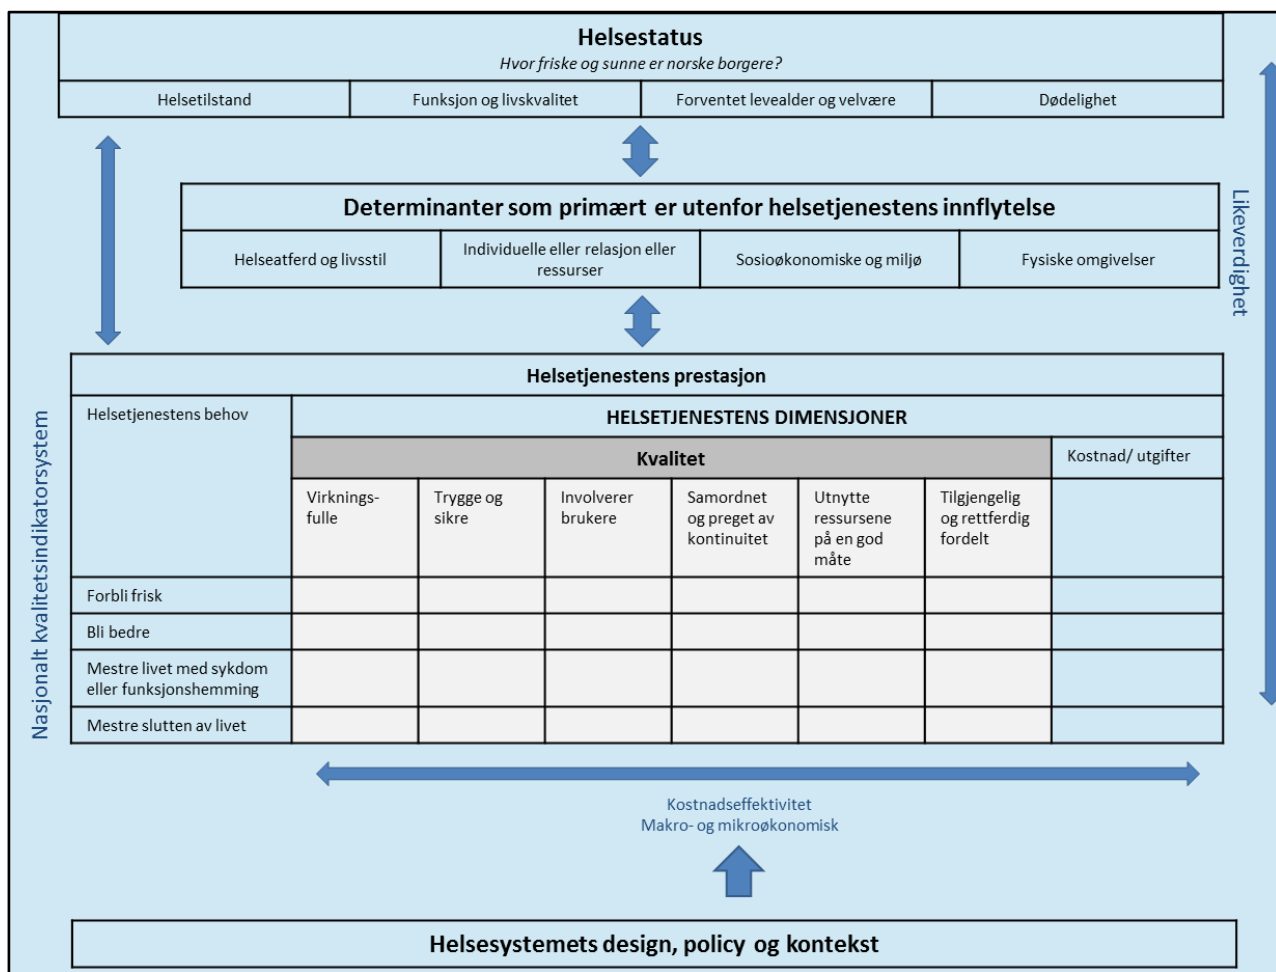 Helsestatus
Hvor friske og sunne er norske borgere?
Helsetilstand
Funksjon og livskvalitet
Forventet levealder og velvære
Dødelighet
Determinanter som primært er utenfor helsetjenestens innflytelse
Helseatferd og livsstil
Individuelle eller relasjon eller
ressurser
Sosioøkonomiske og miljø
Fysiske omgivelser
Likeverdighet
Nasjonalt kvalitetsindikatorsystem
Helsetjenestens prestasjon
Helsetjenestens behov
HELSETJENESTENS DIMENSJONER
Kvalitet
Kostnad/ utgifter
Virknings-
fulle
Trygge og
sikre
Involverer
brukere
Samordnet
og preget av
kontinuitet
Utnytte
ressursene
på en god
måte
Tilgjengelig
og rettferdig
fordelt
Forbli frisk
Bli bedre
Mestre livet med sykdom
eller funksjonshemming
Mestre slutten av livet
Kostnadseffektivitet
Makro- og mikroøkonomisk
Helsesystemets design, policy og kontekst